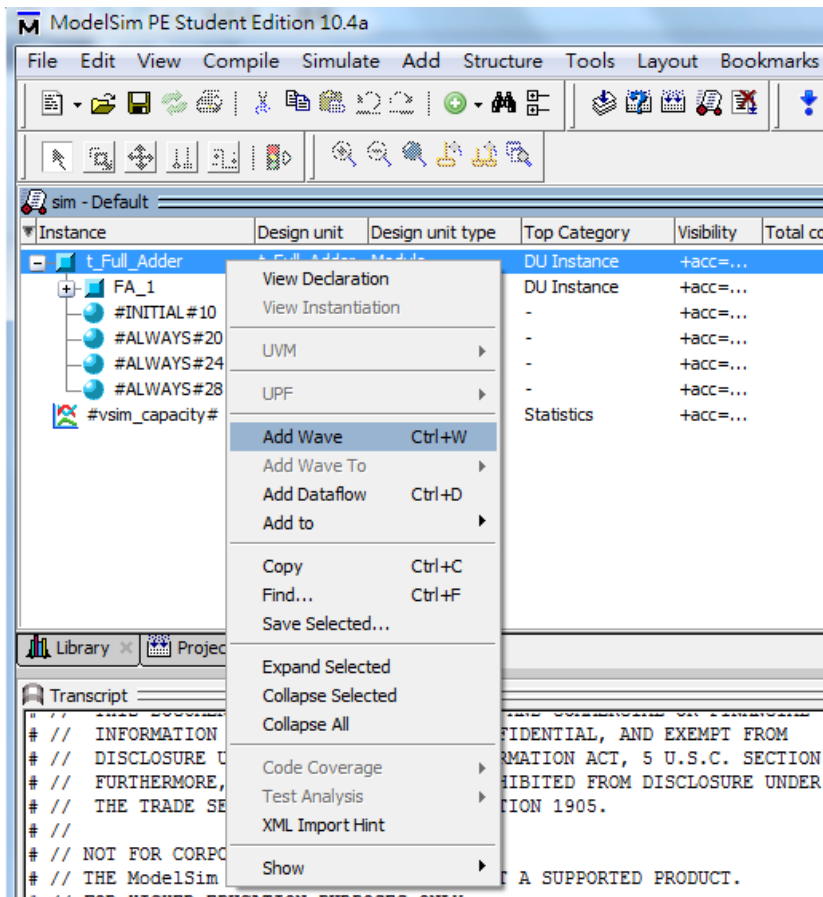 ModelSim PE Student Edition 10.4a
File Edit View Compile Simulate Add Structure Tools Layout Bookmarks
sim - Default
Instance Design unit Design unit type Top Category Visibility Total co
t_Full_Adder t_Full_Adder Module DU Instance +acc=...
FA_1 DU Instance +acc=...
#INITIAL#10 - +acc=...
#ALWAYS#20 - +acc=...
#ALWAYS#24 - +acc=...
#ALWAYS#28 - +acc=...
#vsim_capacity# Statistics +acc=...
View Declaration
View Instantiation
UVM
UPF
Add Wave Ctrl+W
Add Wave To
Add Dataflow Ctrl+D
Add to
Copy Ctrl+C
Find... Ctrl+F
Save Selected...
Expand Selected
Collapse Selected
Collapse All
Code Coverage
Test Analysis
XML Import Hint
Show
Library Projec
Transcript
# // INFORMATION FIDENTIAL, AND EXEMPT FROM
# // DISCLOSURE U RMATION ACT, 5 U.S.C. SECTION
# // FURTHERMORE, HIBITED FROM DISCLOSURE UNDER
# // THE TRADE SE TION 1905.
# //
# // NOT FOR CORPO
# // THE ModelSim T A SUPPORTED PRODUCT.